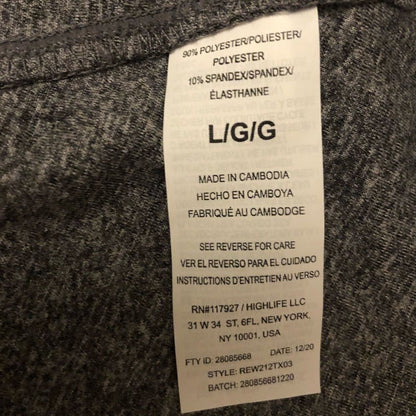 90% POLYESTER/POLIESTER/
POLYESTER
10% SPANDEX/SPANDEX/
ÉLASTHANNE
L/G/G
MADE IN CAMBODIA
HECHO EN CAMBOYA
FABRIQUÉ AU CAMBODGE
SEE REVERSE FOR CARE
VER EL REVERSO PARA EL CUIDADO
INSTRUCTIONS D'ENTRETIEN AU VERSO
RN#117927 / HIGHLIFE LLC
31 W 34 ST, 6FL, NEW YORK,
NY 10001, USA
FTY ID: 28085668 DATE: 12/20
STYLE: REW212TX03
BATCH: 280856681220